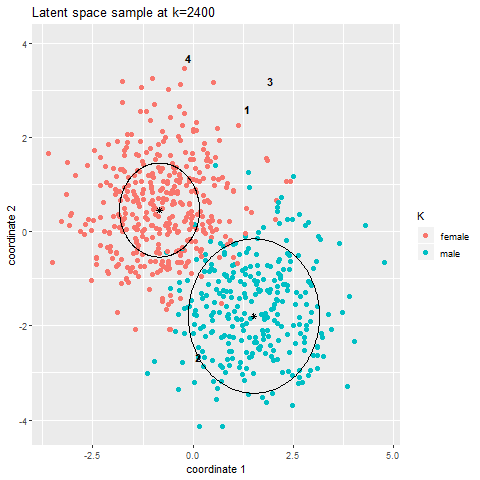 Latent space sample at k=2400
4
3
1
2
4
2
0
-2
-4
coordinate 2
-2.5 0.0 2.5 5.0
coordinate 1
K
female
male